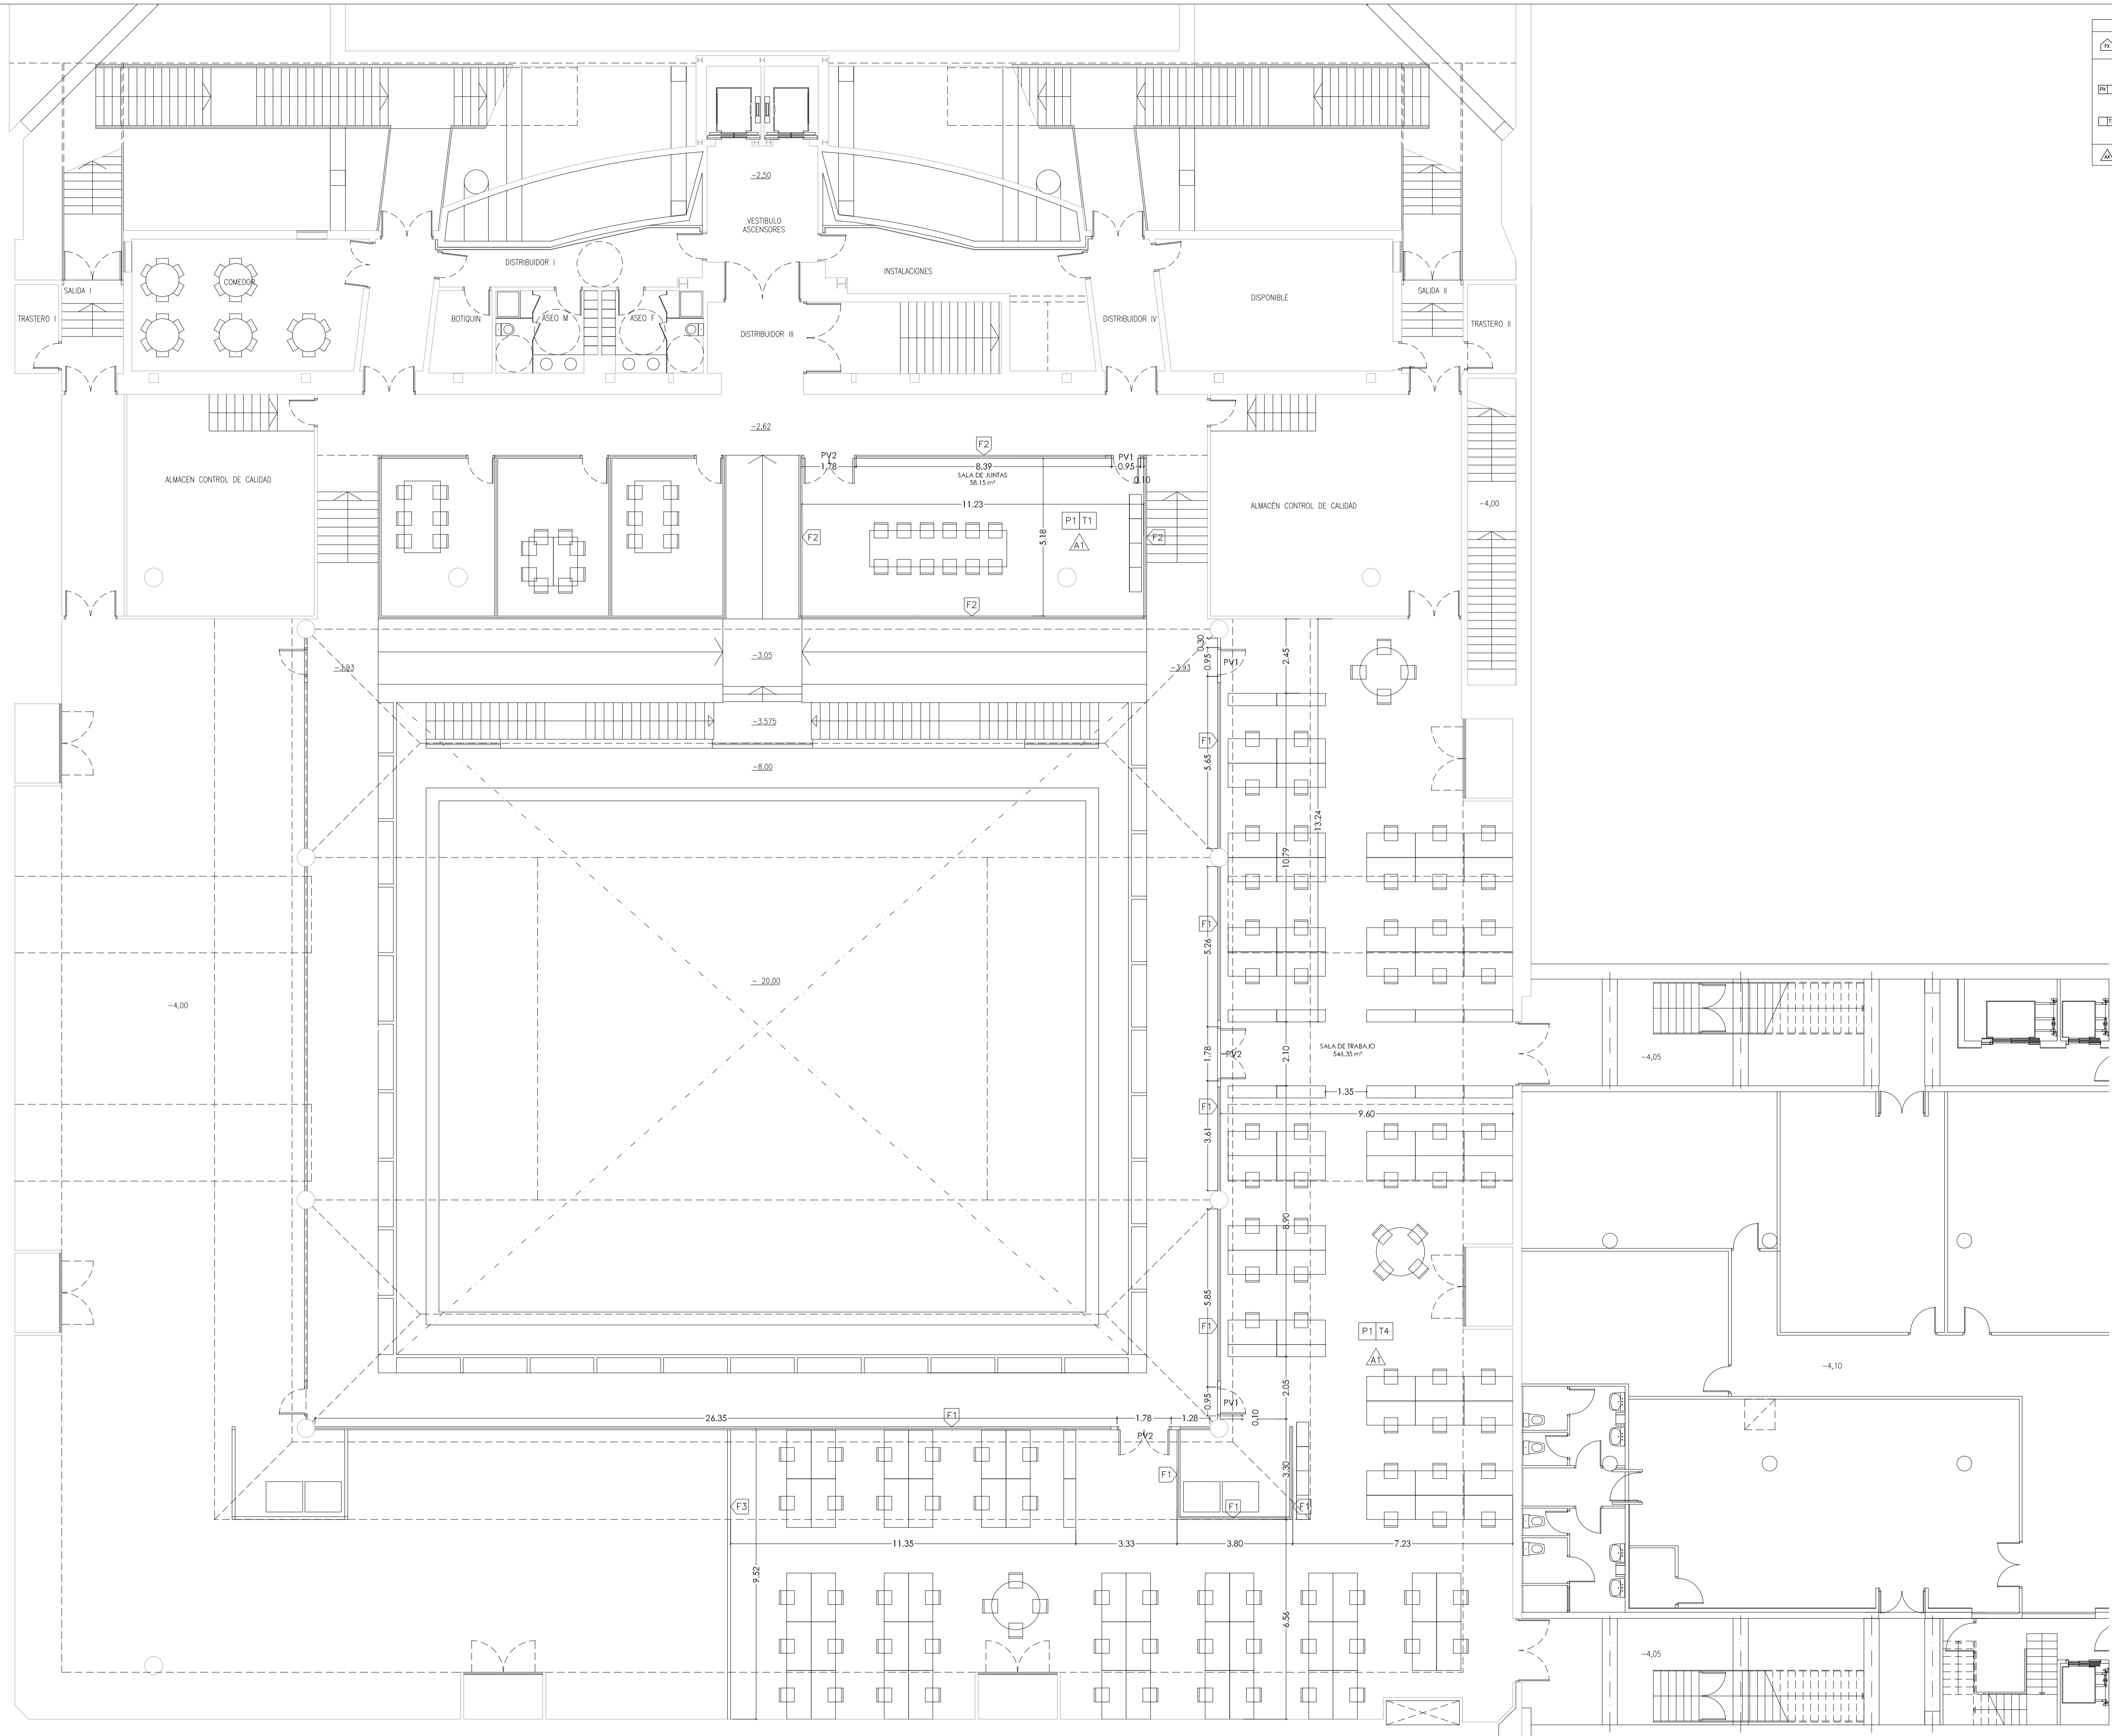 PX
PX
T
AX
-2,50
VESTIBULO
ASCENSORES
DISTRIBUIDOR I
INSTALACIONES
COMEDOR
SALIDA I
SALIDA II
DISPONIBLE
TRASTERO I
BOTIQUIN
ASEO M
ASEO F
DISTRIBUIDOR III
DISTRIBUIDOR IV
TRASTERO II
-2,62
F2
PV2
1.78
8.39
PV1
0.95
0.10
SALA DE JUNTAS
58.15 m²
ALMACEN CONTROL DE CALIDAD
ALMACÉN CONTROL DE CALIDAD
-4,00
11.23
P1 T1
A1
5.18
F2
F2
F2
0.30
0.95
PV1
2.45
-3,93
-3,05
-3,93
-3,575
F1
5.65
-8,00
13.24
10.79
F1
5.26
- 20,00
-4,00
1.78
PV2
2.10
SALA DE TRABAJO
546.35 m²
-4,05
1.35
F1
9.60
3.61
8.90
5.85
F1
P1 T4
A1
-4,10
0.95
PV1
2.05
0.10
26.35
F1
1.78
1.28
PV2
3.30
F1
F3
F1
F1
11.35
3.33
3.80
7.23
9.52
6.56
-4,05